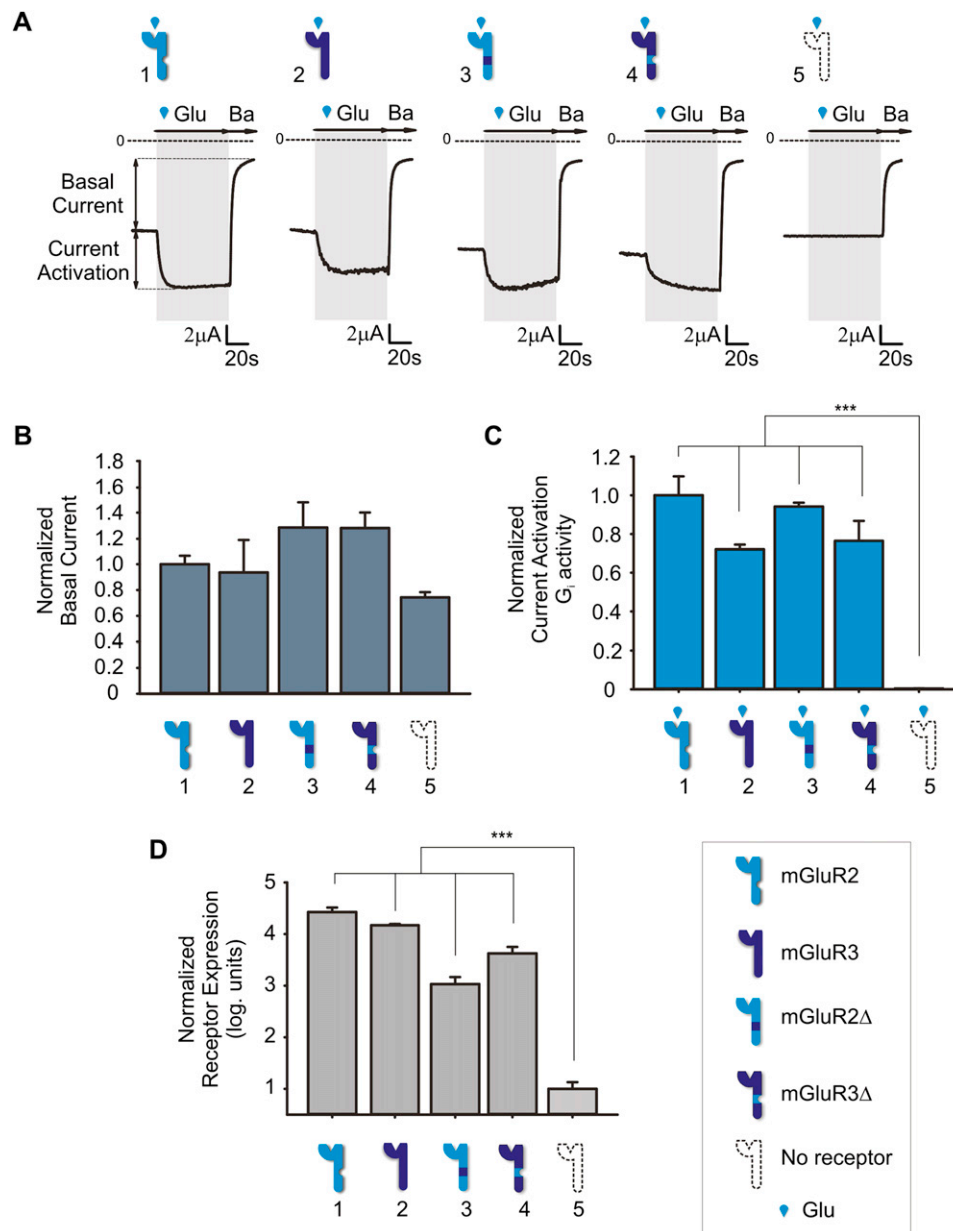 A
1 2 3 4 5
Glu Ba Glu Ba Glu Ba Glu Ba Glu Ba
0 0 0 0 0
Basal
Current
Current
Activation
2μA 2μA 2μA 2μA 2μA
20s 20s 20s 20s 20s
B
Normalized
Basal Current
1.8
1.6
1.4
1.2
1.0
0.8
0.6
0.4
0.2
0
1 2 3 4 5
C
***
Normalized
Current Activation
Gi activity
1.2
1.0
0.8
0.6
0.4
0.2
0
1 2 3 4 5
D
***
Normalized
Receptor Expression
(log. units)
5
4
3
2
1
1 2 3 4 5
mGluR2
mGluR3
mGluR2Δ
mGluR3Δ
No receptor
Glu